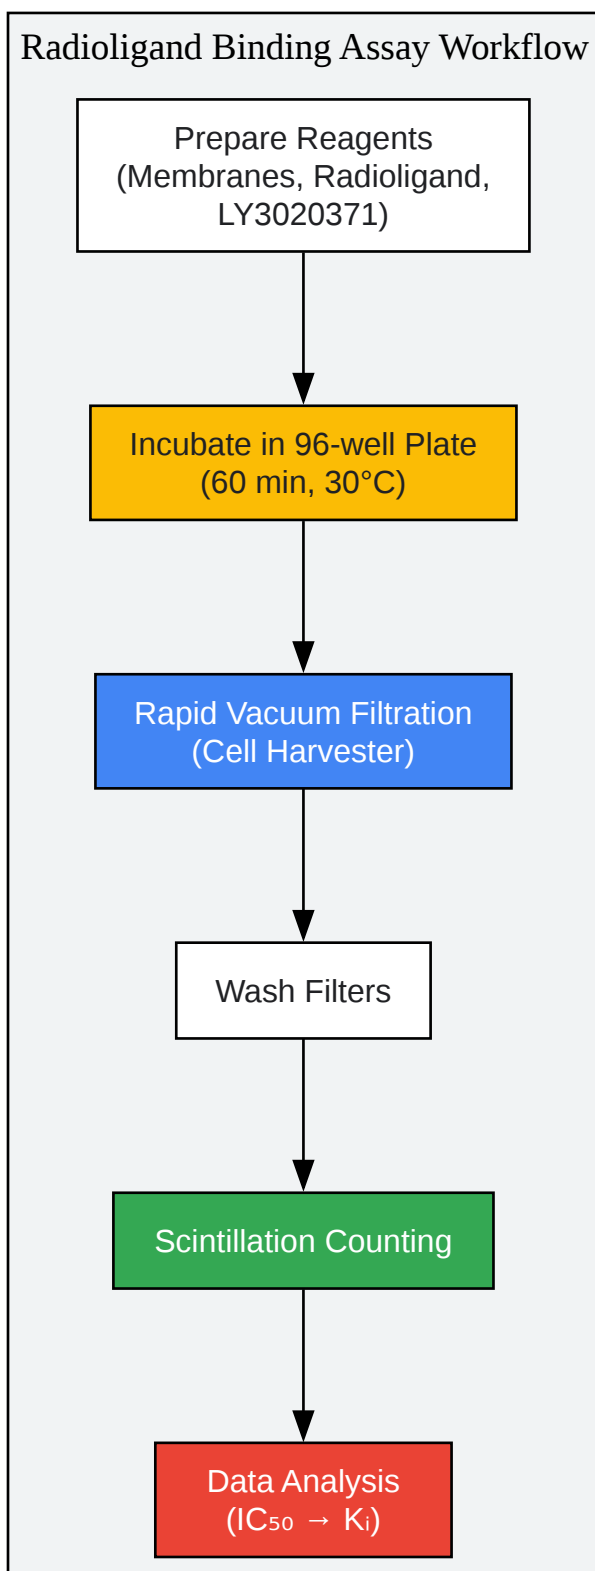 Radioligand Binding Assay Workflow
Prepare Reagents
(Membranes, Radioligand,
LY3020371)
Incubate in 96-well Plate
(60 min, 30°C)
Rapid Vacuum Filtration
(Cell Harvester)
Wash Filters
Scintillation Counting
Data Analysis
(IC₅₀ → Kᵢ)